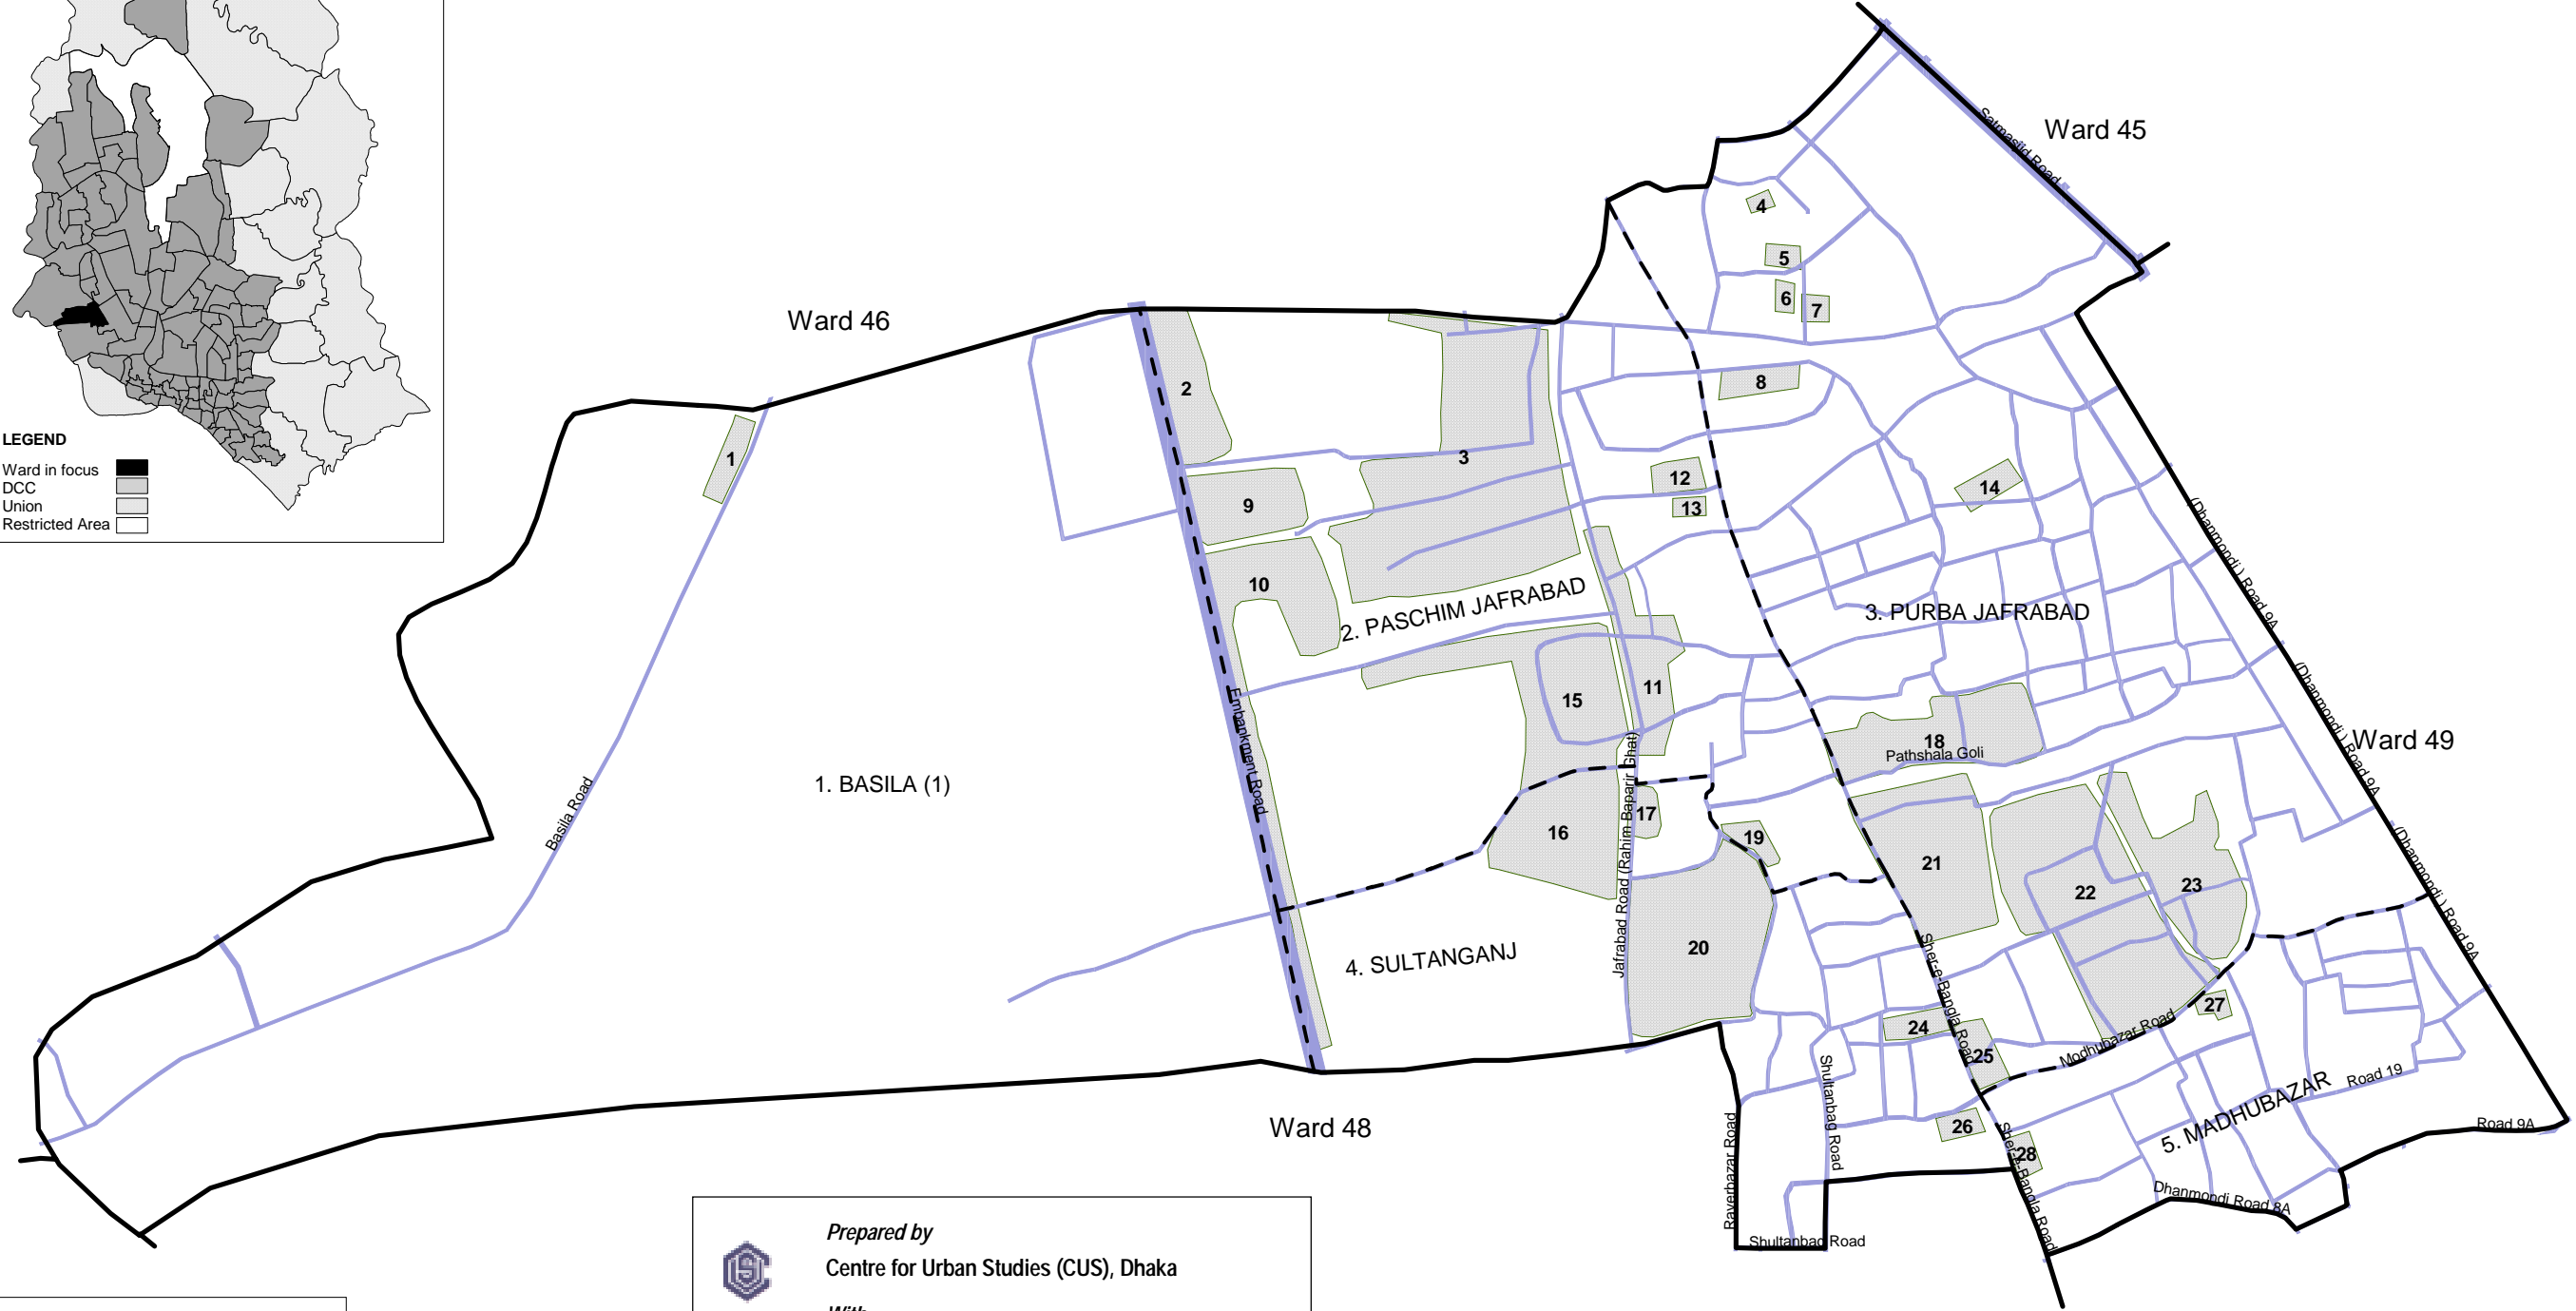 LEGEND
Ward in focus
DCC
Union
Restricted Area
Ward 45
Satmasjid Road
Ward 46
4
5
6
7
2
8
1
3
12
14
9
13
(Dhanmondi) Road 9A
10
2. PASCHIM JAFRABAD
3. PURBA JAFRABAD
(Dhanmondi) Road 9A
15
11
Embankment Road
18
Pathshala Goli
Ward 49
1. BASILA (1)
Basila Road
Jafrabad Road (Rahim Baparir Ghat)
17
16
19
21
22
23
(Dhanmondi) Road 9A
4. SULTANGANJ
20
Sher-e-Bangla Road
24
25
27
Modhubazar Road
Shultanbag Road
Road 19
5. MADHUBAZAR
Ward 48
Rayerbazar Road
26
28
Road 9A
Sher-e-Bangla Road
Dhanmondi Road 8A
Shultanbag Road
Prepared by
Centre for Urban Studies (CUS), Dhaka
With